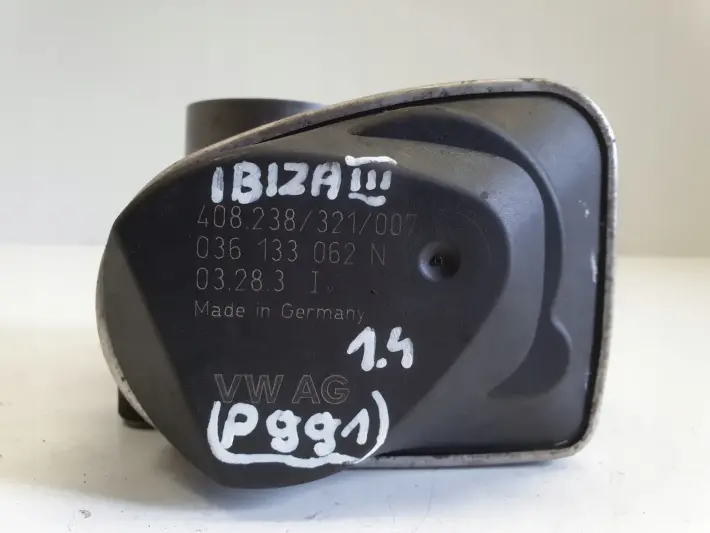 IBIZA III
408.238/321/007
036 133 062 N
03.28.3 I
Made in Germany
1.4
VW AG
(P991)